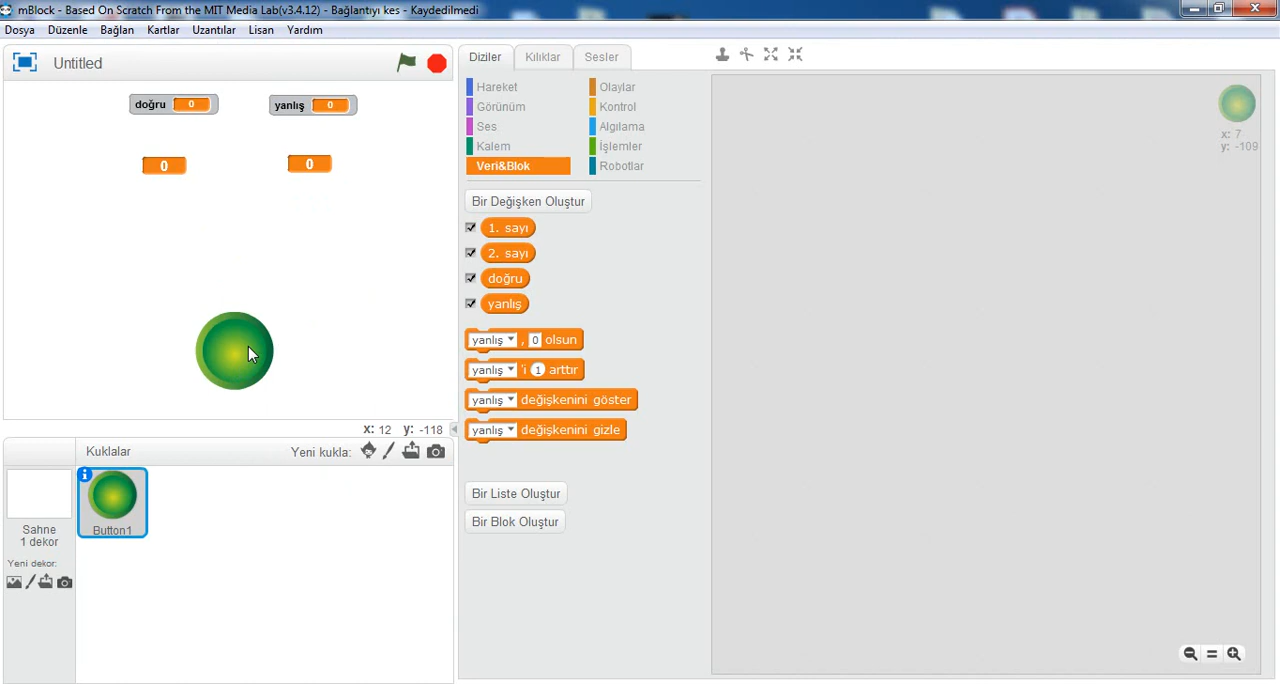 mBlock - Based On Scratch From the MIT Media Lab(v3.4.12) - Bağlantıyı kes - Kaydedilmedi
Dosya Düzenle Bağlan Kartlar Uzantılar Lisan Yardım
Untitled
doğru 0
yanlış 0
0
0
x: 12 y: -118
Kuklalar
Yeni kukla:
Sahne
1 dekor
Yeni dekor:
Button1
Diziler Kılıklar Sesler
Hareket Olaylar
Görünüm Kontrol
Ses Algılama
Kalem İşlemler
Veri&Blok Robotlar
Bir Değişken Oluştur
1. sayı
2. sayı
doğru
yanlış
yanlış , 0 olsun
yanlış 'i 1 arttır
yanlış değişkenini göster
yanlış değişkenini gizle
Bir Liste Oluştur
Bir Blok Oluştur
x: 7
y: -109